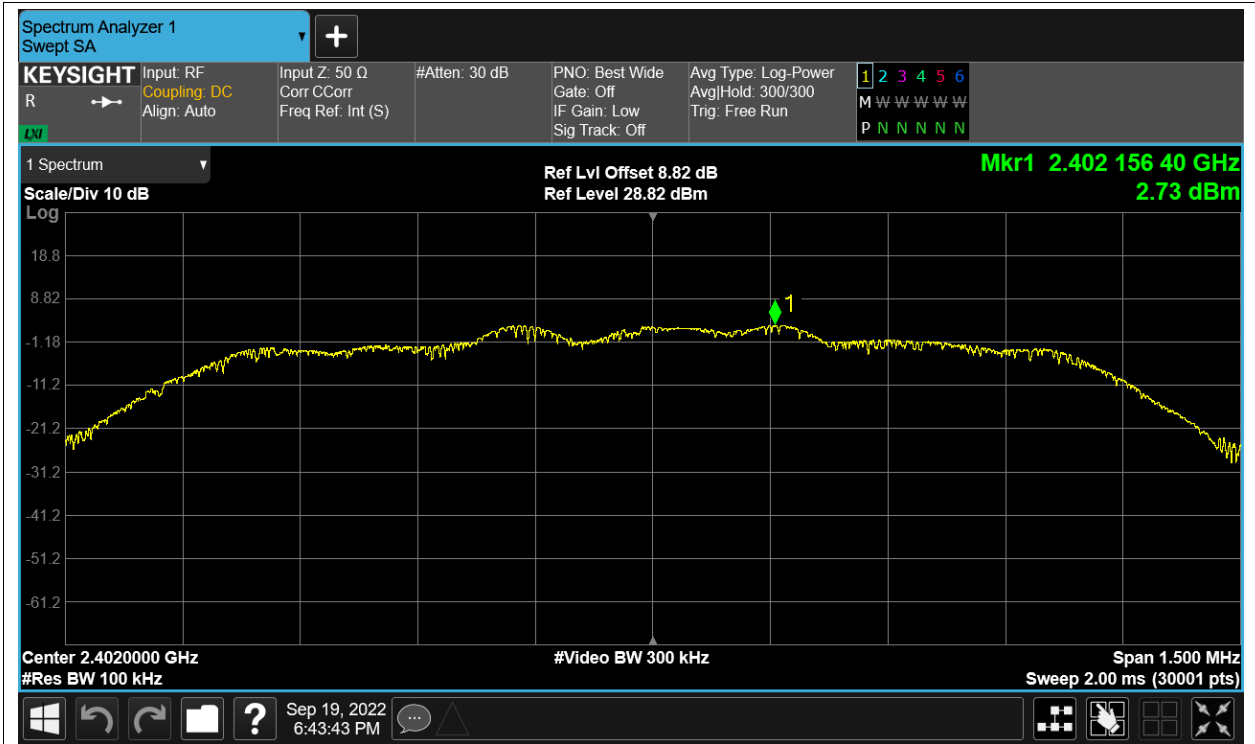 Spectrum Analyzer 1
Swept SA
KEYSIGHT
R
LXI
Input: RF
Coupling: DC
Align: Auto
Input Z: 50 Ω
Corr CCorr
Freq Ref: Int (S)
#Atten: 30 dB
PNO: Best Wide
Gate: Off
IF Gain: Low
Sig Track: Off
Avg Type: Log-Power
Avg|Hold: 300/300
Trig: Free Run
1 2 3 4 5 6
M W W W W W W
P N N N N N N
1 Spectrum
Scale/Div 10 dB
Log
Ref Lvl Offset 8.82 dB
Ref Level 28.82 dBm
Mkr1 2.402 156 40 GHz
2.73 dBm
18.8
8.82
-1.18
-11.2
-21.2
-31.2
-41.2
-51.2
-61.2
1
Center 2.4020000 GHz
#Res BW 100 kHz
#Video BW 300 kHz
Span 1.500 MHz
Sweep 2.00 ms (30001 pts)
?
Sep 19, 2022
6:43:43 PM